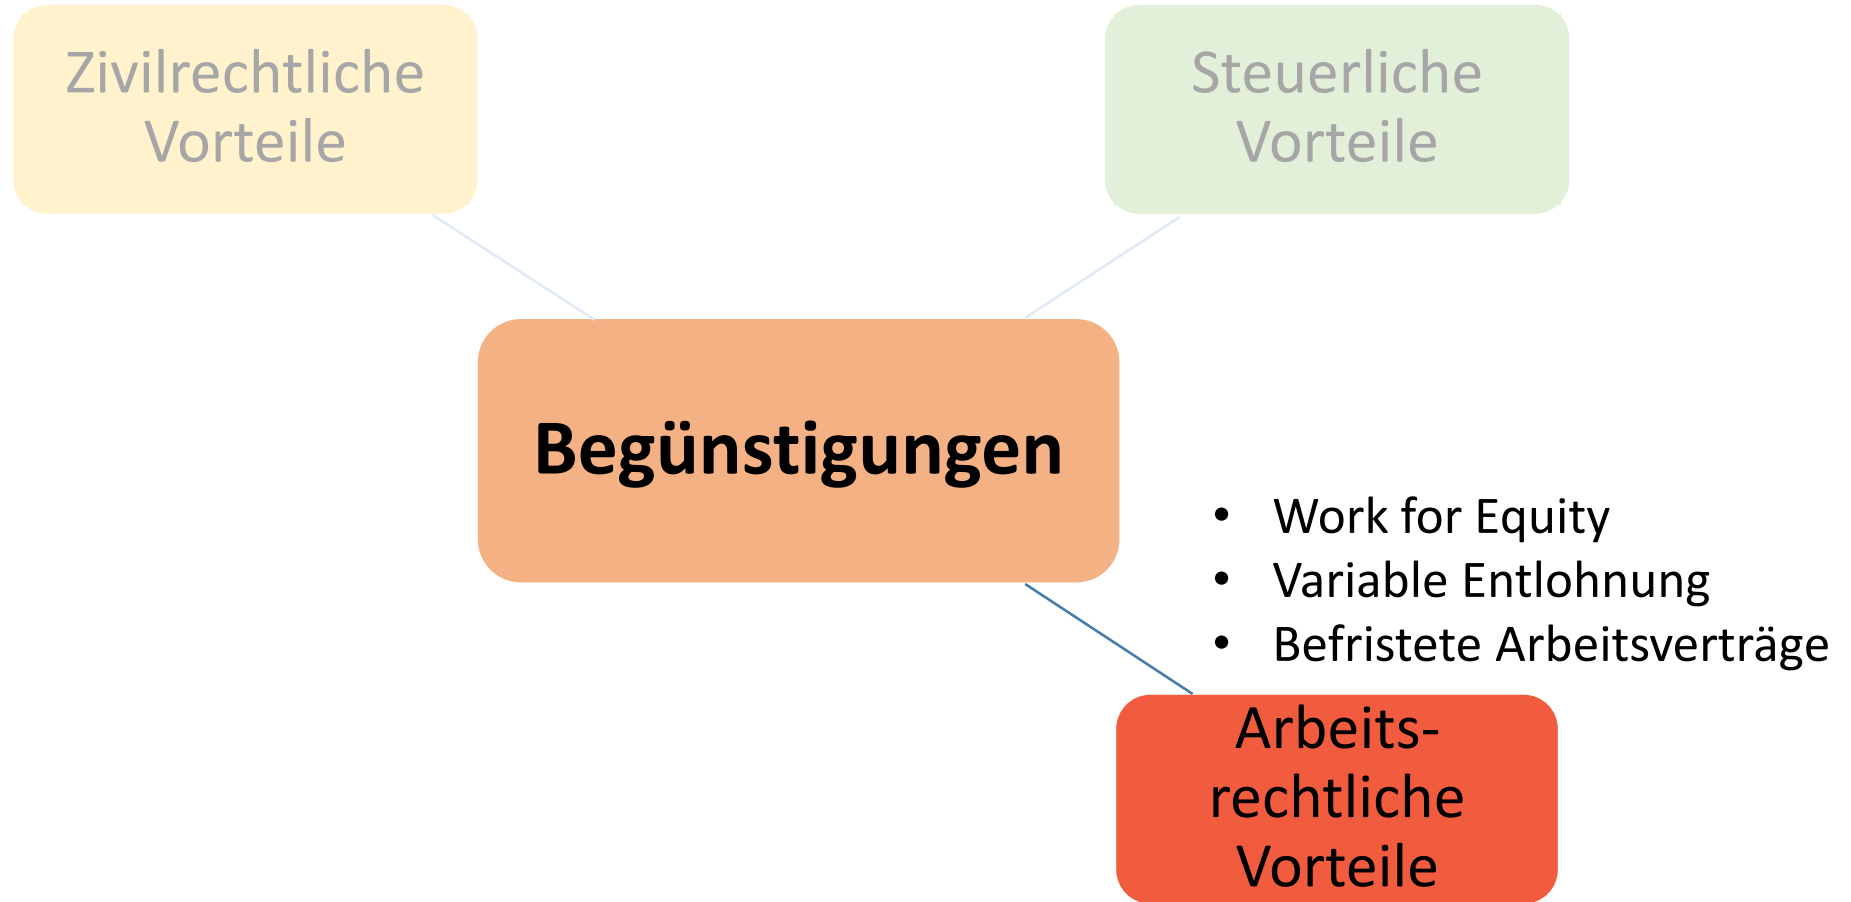 Zivilrechtliche
Vorteile
Steuerliche
Vorteile
Begünstigungen
• Work for Equity
• Variable Entlohnung
• Befristete Arbeitsverträge
Arbeits-
rechtliche
Vorteile